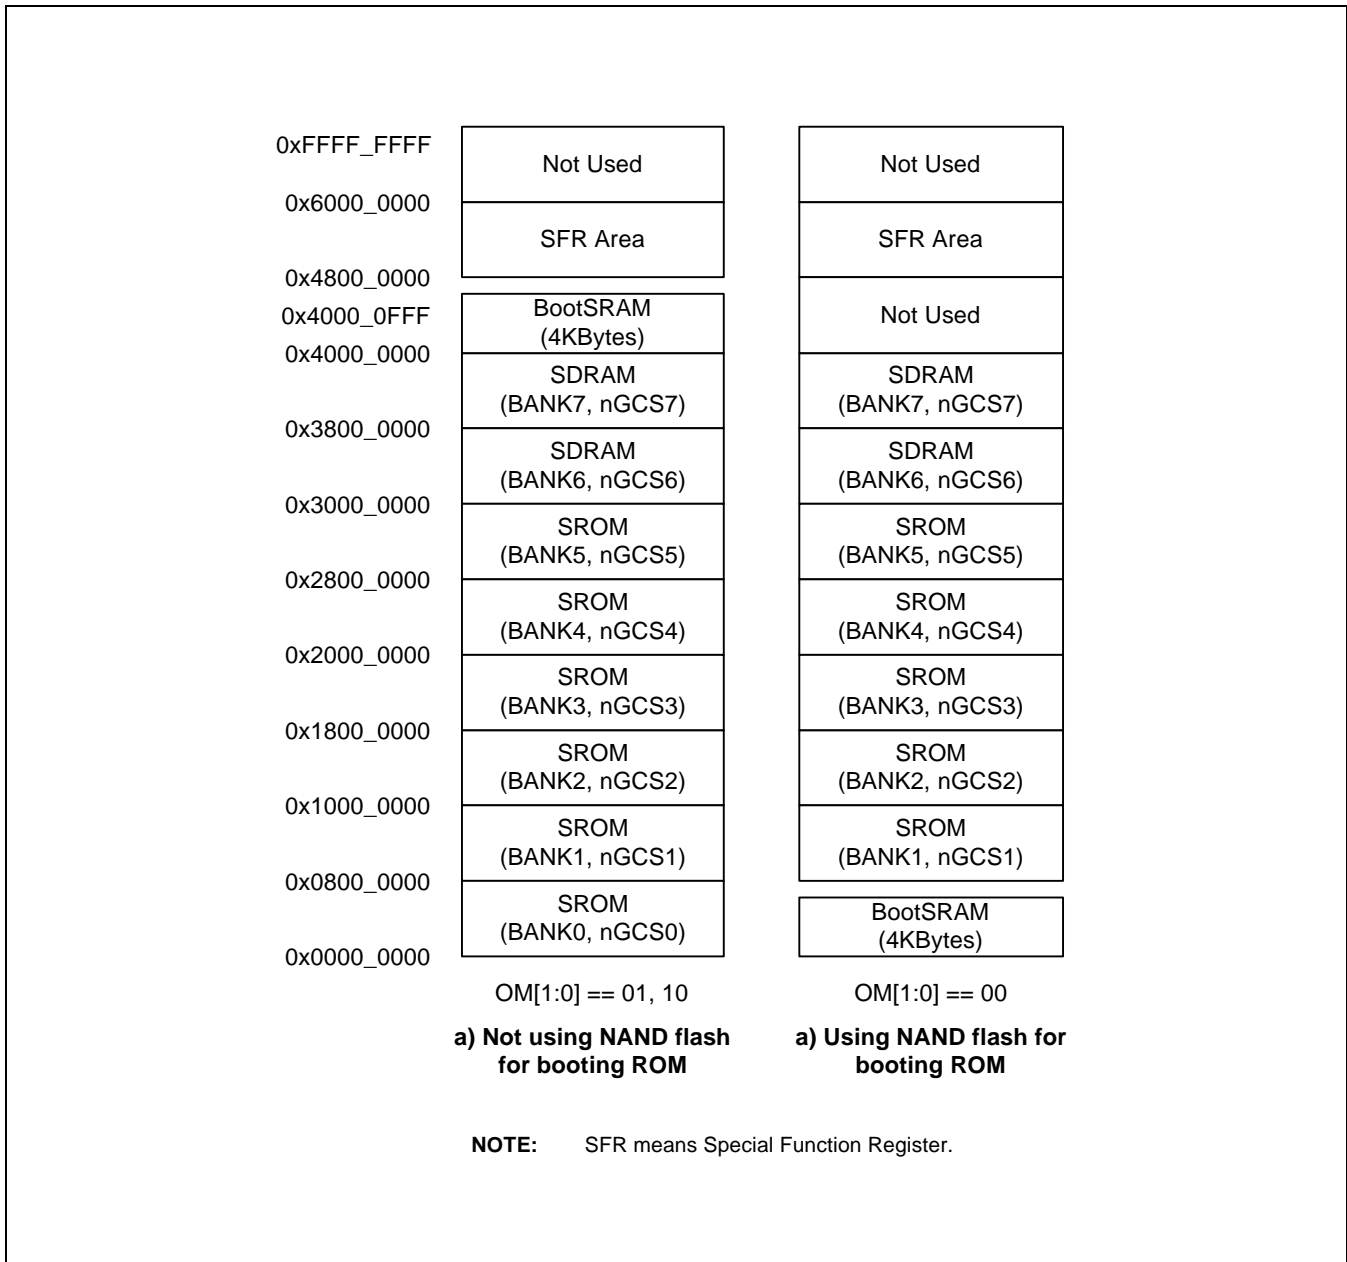 0xFFFF_FFFF
Not Used
Not Used
0x6000_0000
SFR Area
SFR Area
0x4800_0000
BootSRAM
(4KBytes)
0x4000_0FFF
Not Used
0x4000_0000
SDRAM
(BANK7, nGCS7)
SDRAM
(BANK7, nGCS7)
0x3800_0000
SDRAM
(BANK6, nGCS6)
SDRAM
(BANK6, nGCS6)
0x3000_0000
SROM
(BANK5, nGCS5)
SROM
(BANK5, nGCS5)
0x2800_0000
SROM
(BANK4, nGCS4)
SROM
(BANK4, nGCS4)
0x2000_0000
SROM
(BANK3, nGCS3)
SROM
(BANK3, nGCS3)
0x1800_0000
SROM
(BANK2, nGCS2)
SROM
(BANK2, nGCS2)
0x1000_0000
SROM
(BANK1, nGCS1)
SROM
(BANK1, nGCS1)
0x0800_0000
SROM
(BANK0, nGCS0)
BootSRAM
(4KBytes)
0x0000_0000
OM[1:0] == 01, 10
OM[1:0] == 00
a) Not using NAND flash
for booting ROM
a) Using NAND flash for
booting ROM
NOTE: SFR means Special Function Register.